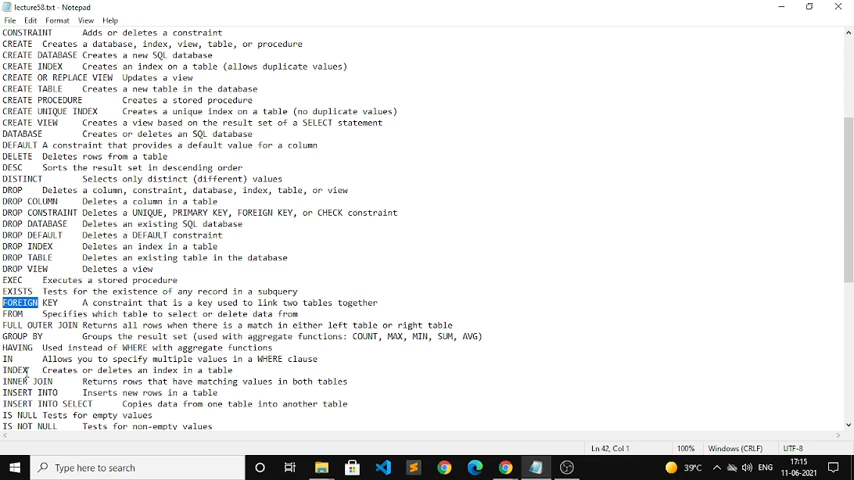 lecture58.txt - Notepad
File Edit Format View Help
CONSTRAINT Adds or deletes a constraint
CREATE Creates a database, index, view, table, or procedure
CREATE DATABASE Creates a new SQL database
CREATE INDEX Creates an index on a table (allows duplicate values)
CREATE OR REPLACE VIEW Updates a view
CREATE TABLE Creates a new table in the database
CREATE PROCEDURE Creates a stored procedure
CREATE UNIQUE INDEX Creates a unique index on a table (no duplicate values)
CREATE VIEW Creates a view based on the result set of a SELECT statement
DATABASE Creates or deletes an SQL database
DEFAULT A constraint that provides a default value for a column
DELETE Deletes rows from a table
DESC Sorts the result set in descending order
DISTINCT Selects only distinct (different) values
DROP Deletes a column, constraint, database, index, table, or view
DROP COLUMN Deletes a column in a table
DROP CONSTRAINT Deletes a UNIQUE, PRIMARY KEY, FOREIGN KEY, or CHECK constraint
DROP DATABASE Deletes an existing SQL database
DROP DEFAULT Deletes a DEFAULT constraint
DROP INDEX Deletes an index in a table
DROP TABLE Deletes an existing table in the database
DROP VIEW Deletes a view
EXEC Executes a stored procedure
EXISTS Tests for the existence of any record in a subquery
FOREIGN KEY A constraint that is a key used to link two tables together
FROM Specifies which table to select or delete data from
FULL OUTER JOIN Returns all rows when there is a match in either left table or right table
GROUP BY Groups the result set (used with aggregate functions: COUNT, MAX, MIN, SUM, AVG)
HAVING Used instead of WHERE with aggregate functions
IN Allows you to specify multiple values in a WHERE clause
INDEX Creates or deletes an index in a table
INNER JOIN Returns rows that have matching values in both tables
INSERT INTO Inserts new rows in a table
INSERT INTO SELECT Copies data from one table into another table
IS NULL Tests for empty values
IS NOT NULL Tests for non-empty values
Ln 42, Col 1 100% Windows (CRLF) UTF-8
Type here to search 39°C ENG 17:15
11-06-2021